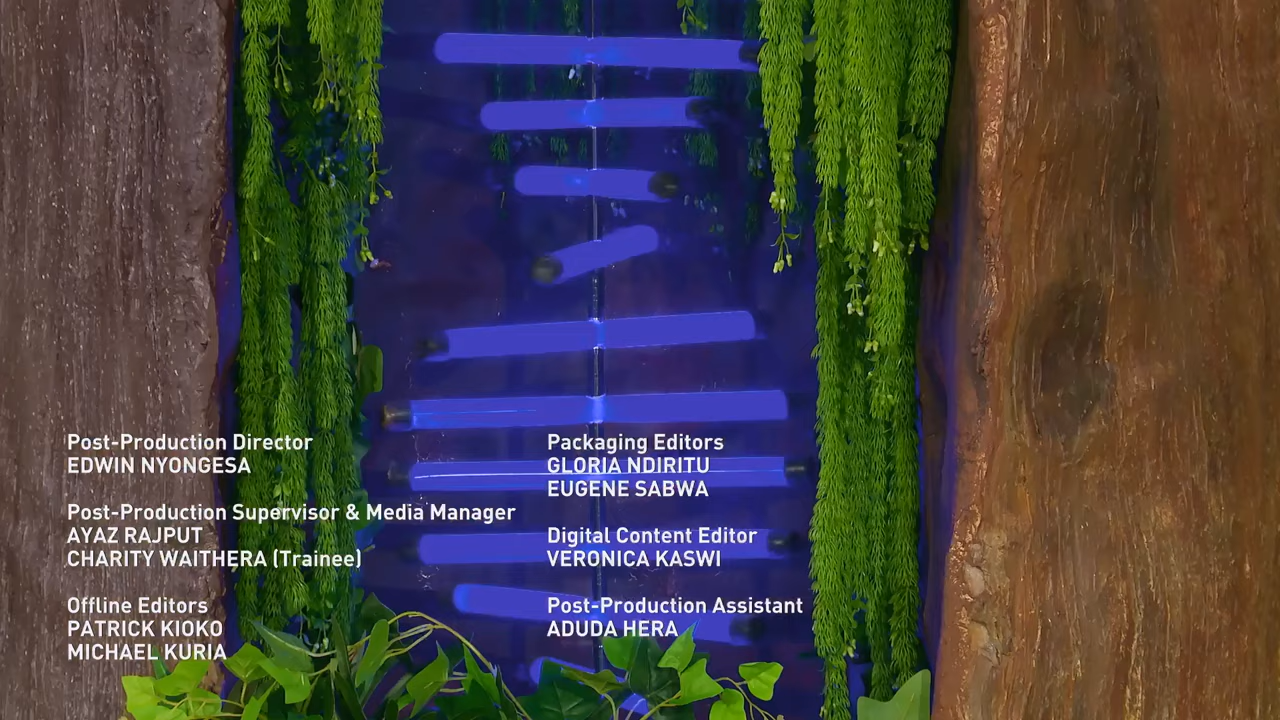 Post-Production Director
EDWIN NYONGESA
Post-Production Supervisor & Media Manager
AYAZ RAJPUT
CHARITY WAITHERA (Trainee)
Offline Editors
PATRICK KIOKO
MICHAEL KURIA
Packaging Editors
GLORIA NDIRITU
EUGENE SABWA
Digital Content Editor
VERONICA KASWI
Post-Production Assistant
ADUDA HERA